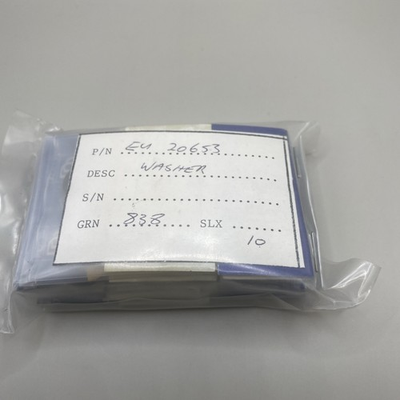 P/N EU 20653
DESC WASHER
S/N
GRN 838 SLX
10